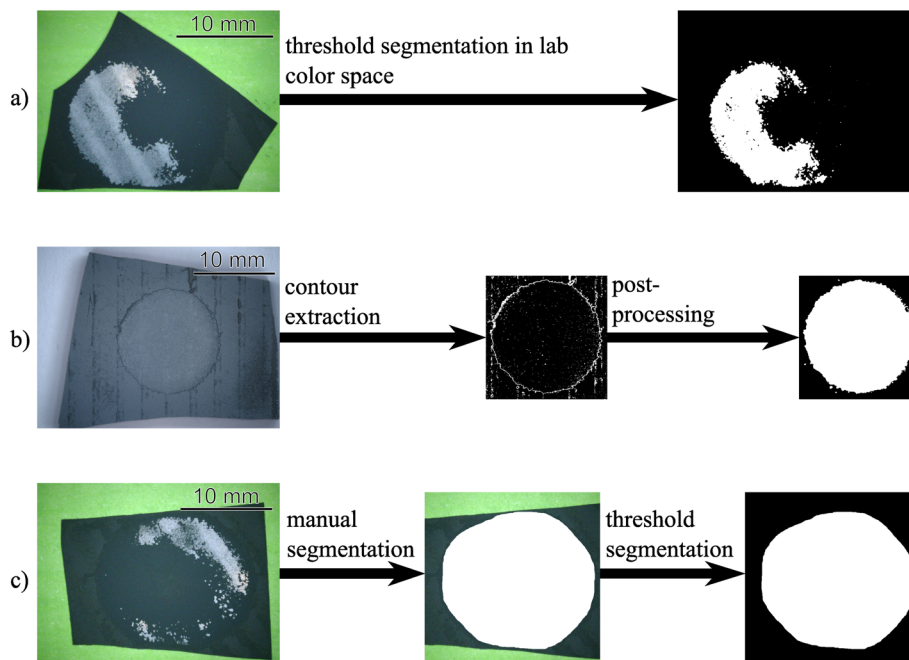 10 mm
threshold segmentation in lab
color space
a)
10 mm
contour
extraction
post-
processing
b)
10 mm
manual
segmentation
threshold
segmentation
c)